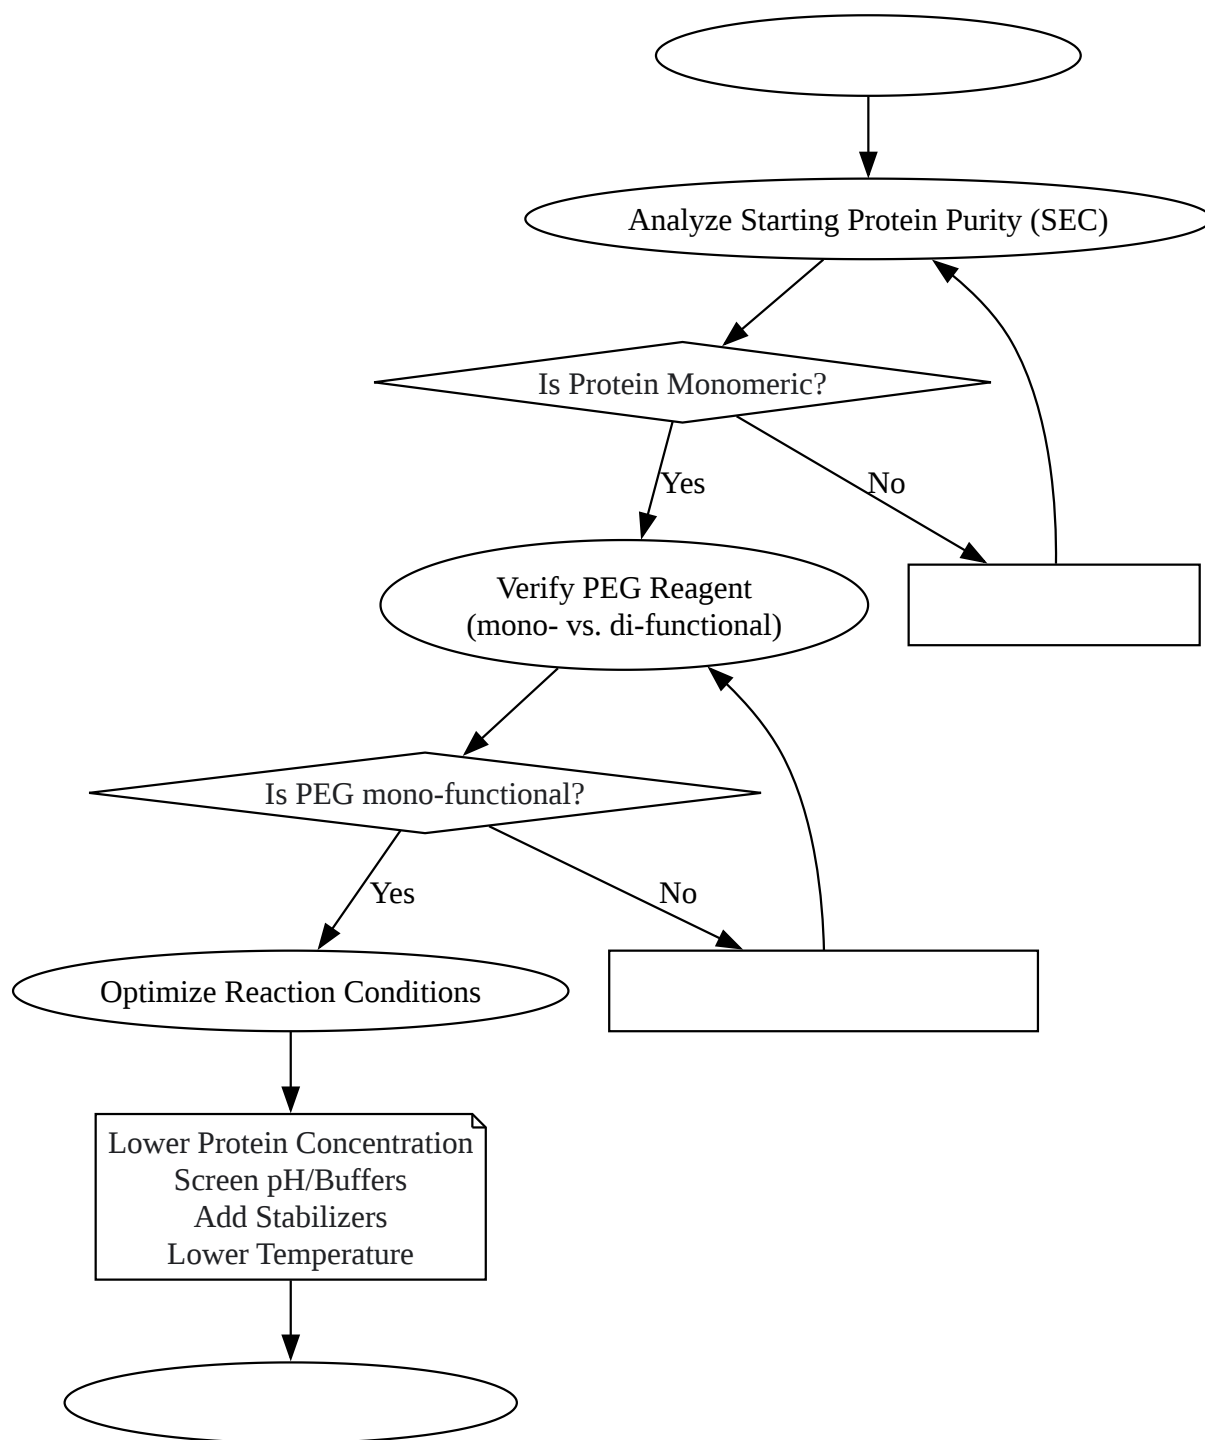 Analyze Starting Protein Purity (SEC)
Is Protein Monomeric?
Yes
No
Verify PEG Reagent
(mono- vs. di-functional)
Is PEG mono-functional?
Yes
No
Optimize Reaction Conditions
Lower Protein Concentration
Screen pH/Buffers
Add Stabilizers
Lower Temperature